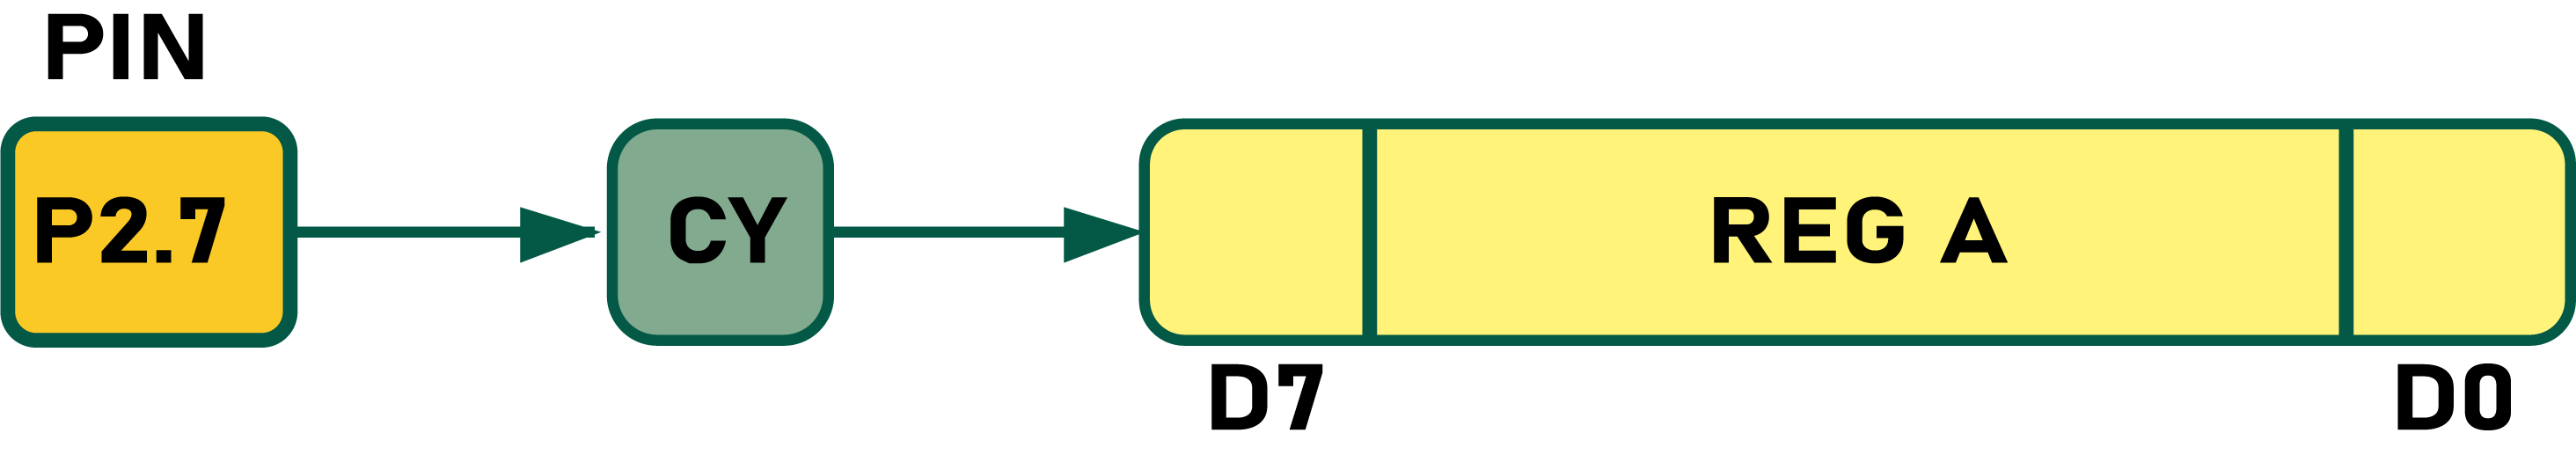 PIN
P2.7
CY
REG A
D7
D0